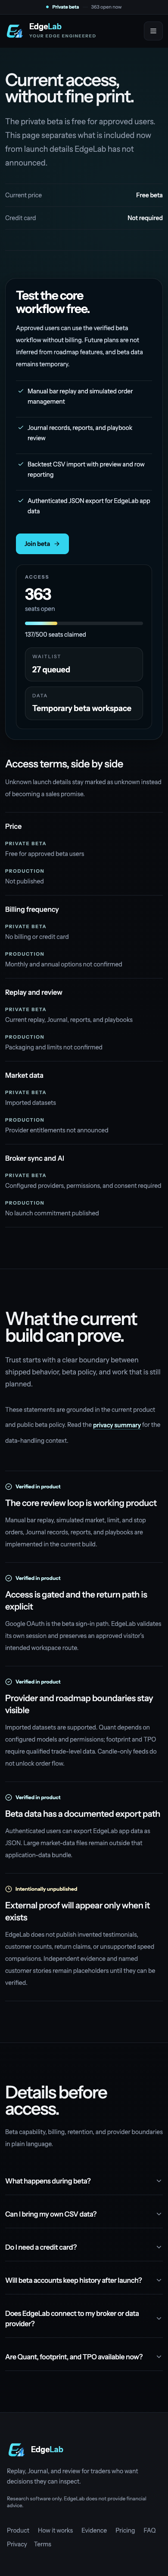 Private beta 363 open now
EdgeLab
YOUR EDGE ENGINEERED
Current access,
without fine print.
The private beta is free for approved users.
This page separates what is included now
from launch details EdgeLab has not
announced.
Current price Free beta
Credit card Not required
Test the core
workflow free.
Approved users can use the verified beta
workflow without billing. Future plans are not
inferred from roadmap features, and beta data
remains temporary.
Manual bar replay and simulated order
management
Journal records, reports, and playbook
review
Backtest CSV import with preview and row
reporting
Authenticated JSON export for EdgeLab app
data
Join beta
ACCESS
363
seats open
137/500 seats claimed
WAITLIST
27 queued
DATA
Temporary beta workspace
Access terms, side by side
Unknown launch details stay marked as unknown instead
of becoming a sales promise.
Price
PRIVATE BETA
Free for approved beta users
PRODUCTION
Not published
Billing frequency
PRIVATE BETA
No billing or credit card
PRODUCTION
Monthly and annual options not confirmed
Replay and review
PRIVATE BETA
Current replay, Journal, reports, and playbooks
PRODUCTION
Packaging and limits not confirmed
Market data
PRIVATE BETA
Imported datasets
PRODUCTION
Provider entitlements not announced
Broker sync and AI
PRIVATE BETA
Configured providers, permissions, and consent required
PRODUCTION
No launch commitment published
What the current
build can prove.
Trust starts with a clear boundary between
shipped behavior, beta policy, and work that is still
planned.
These statements are grounded in the current product
and public beta policy. Read the privacy summary for the
data-handling context.
Verified in product
The core review loop is working product
Manual bar replay, simulated market, limit, and stop
orders, Journal records, reports, and playbooks are
implemented in the current build.
Verified in product
Access is gated and the return path is
explicit
Google OAuth is the beta sign-in path. EdgeLab validates
its own session and preserves an approved visitor's
intended workspace route.
Verified in product
Provider and roadmap boundaries stay
visible
Imported datasets are supported. Quant depends on
configured models and permissions; footprint and TPO
require qualified trade-level data. Candle-only feeds do
not unlock order flow.
Verified in product
Beta data has a documented export path
Authenticated users can export EdgeLab app data as
JSON. Large market-data files remain outside that
application-data bundle.
Intentionally unpublished
External proof will appear only when it
exists
EdgeLab does not publish invented testimonials,
customer counts, return claims, or unsupported speed
comparisons. Independent evidence and named
customer stories remain placeholders until they can be
verified.
Details before
access.
Beta capability, billing, retention, and provider boundaries
in plain language.
What happens during beta?
Can I bring my own CSV data?
Do I need a credit card?
Will beta accounts keep history after launch?
Does EdgeLab connect to my broker or data
provider?
Are Quant, footprint, and TPO available now?
EdgeLab
Replay, Journal, and review for traders who want
decisions they can inspect.
Research software only. EdgeLab does not provide financial
advice.
Product How it works Evidence Pricing FAQ
Privacy Terms